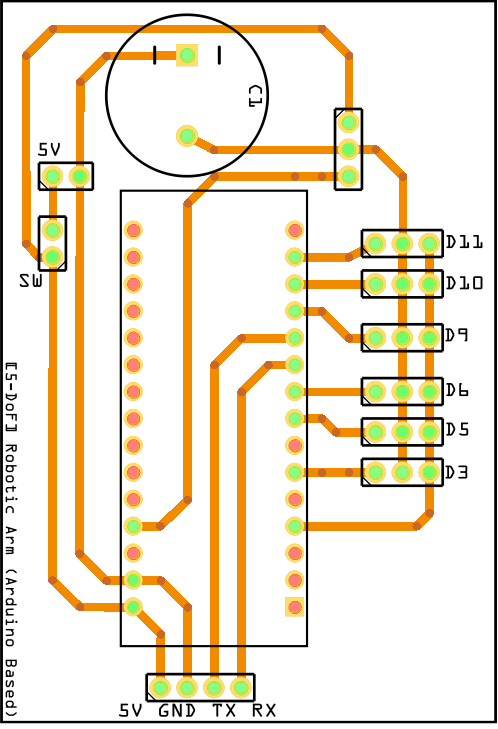 C1
5V
SW
D11
D10
D9
D6
D5
D3
[5-DoF] Robotic Arm (Arduino Based)
5V GND TX RX